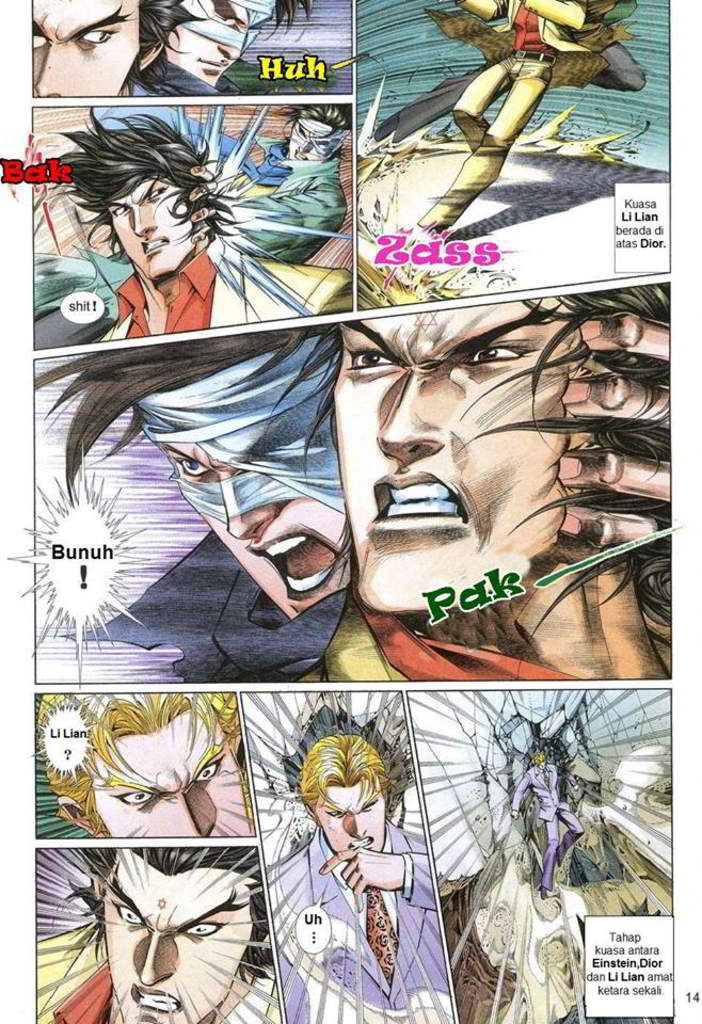 Huh
Bak
shit!
Zass
Kuasa
Li Lian
berada di
atas Dior.
Bunuh
!
Pak
Li Lian
?
Uh
...
Tahap
kuasa antara
Einstein,Dior
dan Li Lian amat
ketara sekali.
14